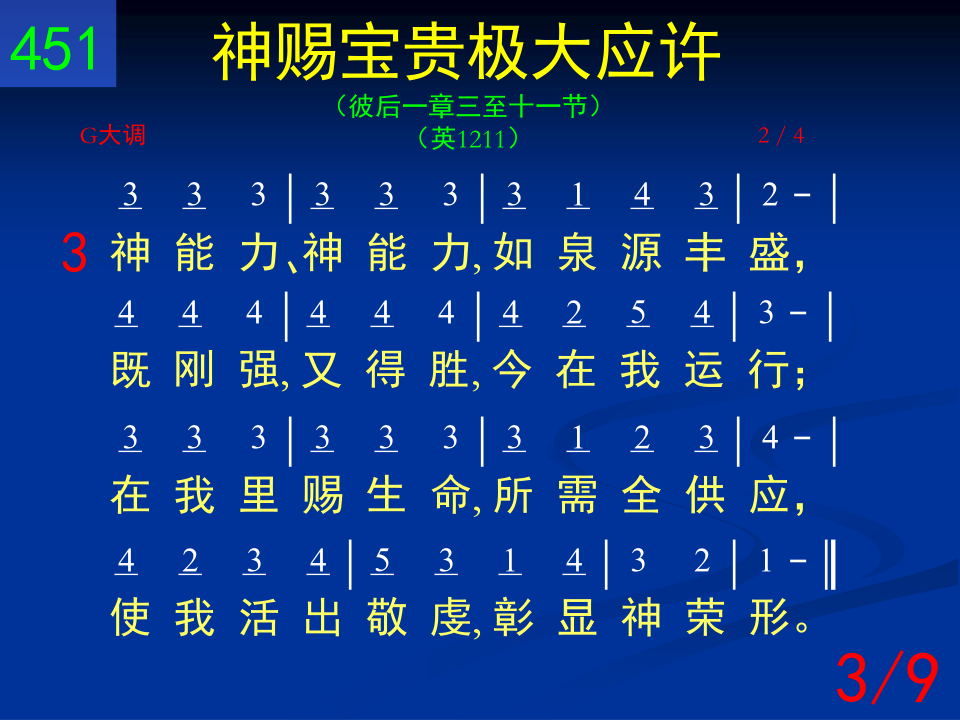 451
神赐宝贵极大应许
（彼后一章三至十一节）
G大调 （英1211） 2 / 4
3 3 3 | 3 3 3 | 3 1 4 3 | 2 - |
3 神 能 力、神 能 力, 如 泉 源 丰 盛，
4 4 4 | 4 4 4 | 4 2 5 4 | 3 - |
既 刚 强, 又 得 胜, 今 在 我 运 行；
3 3 3 | 3 3 3 | 3 1 2 3 | 4 - |
在 我 里 赐 生 命, 所 需 全 供 应，
4 2 3 4 | 5 3 1 4 | 3 2 | 1 - ‖
使 我 活 出 敬 虔, 彰 显 神 荣 形。
3/9